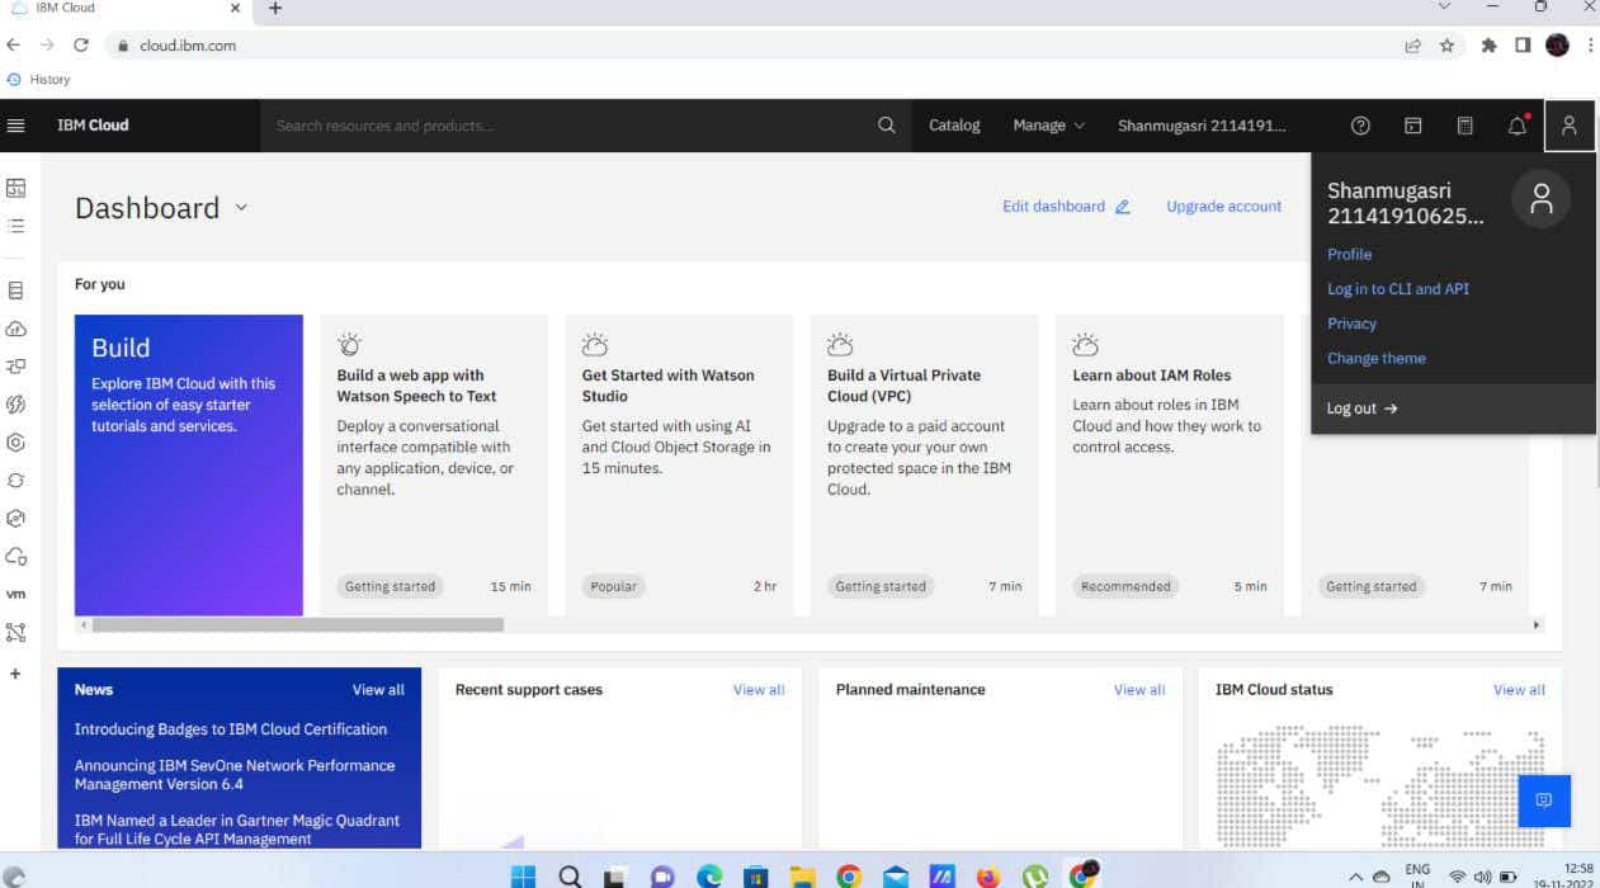 IBM Cloud
cloud.ibm.com
History
IBM Cloud
Search resources and products...
Catalog
Manage
Shanmugasri 2114191...
Dashboard
Edit dashboard
Upgrade account
Shanmugasri
21141910625...
Profile
Log in to CLI and API
Privacy
Change theme
Log out →
For you
Build
Explore IBM Cloud with this
selection of easy starter
tutorials and services.
Build a web app with
Watson Speech to Text
Deploy a conversational
interface compatible with
any application, device, or
channel.
Getting started
15 min
Get Started with Watson
Studio
Get started with using AI
and Cloud Object Storage in
15 minutes.
Popular
2 hr
Build a Virtual Private
Cloud (VPC)
Upgrade to a paid account
to create your your own
protected space in the IBM
Cloud.
Getting started
7 min
Learn about IAM Roles
Learn about roles in IBM
Cloud and how they work to
control access.
Recommended
5 min
Getting started
7 min
vm
News
View all
Introducing Badges to IBM Cloud Certification
Announcing IBM SevOne Network Performance
Management Version 6.4
IBM Named a Leader in Gartner Magic Quadrant
for Full Life Cycle API Management
Recent support cases
View all
Planned maintenance
View all
IBM Cloud status
View all
ENG
IN
12:58
19-11-2022